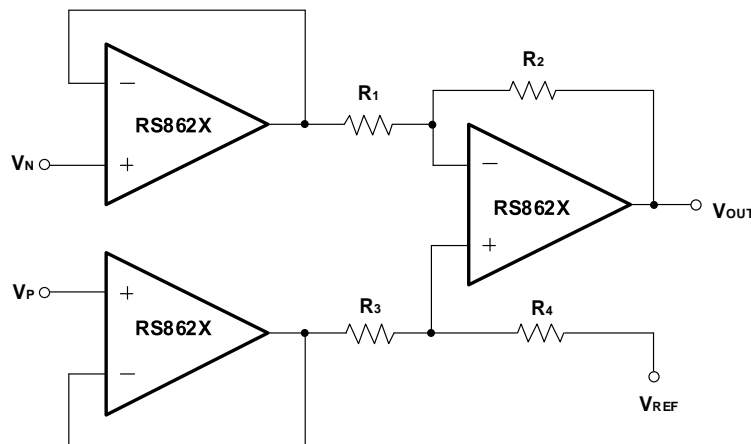 RS862X
R1
R2
VN
RS862X
VOUT
VP
RS862X
R3
R4
VREF